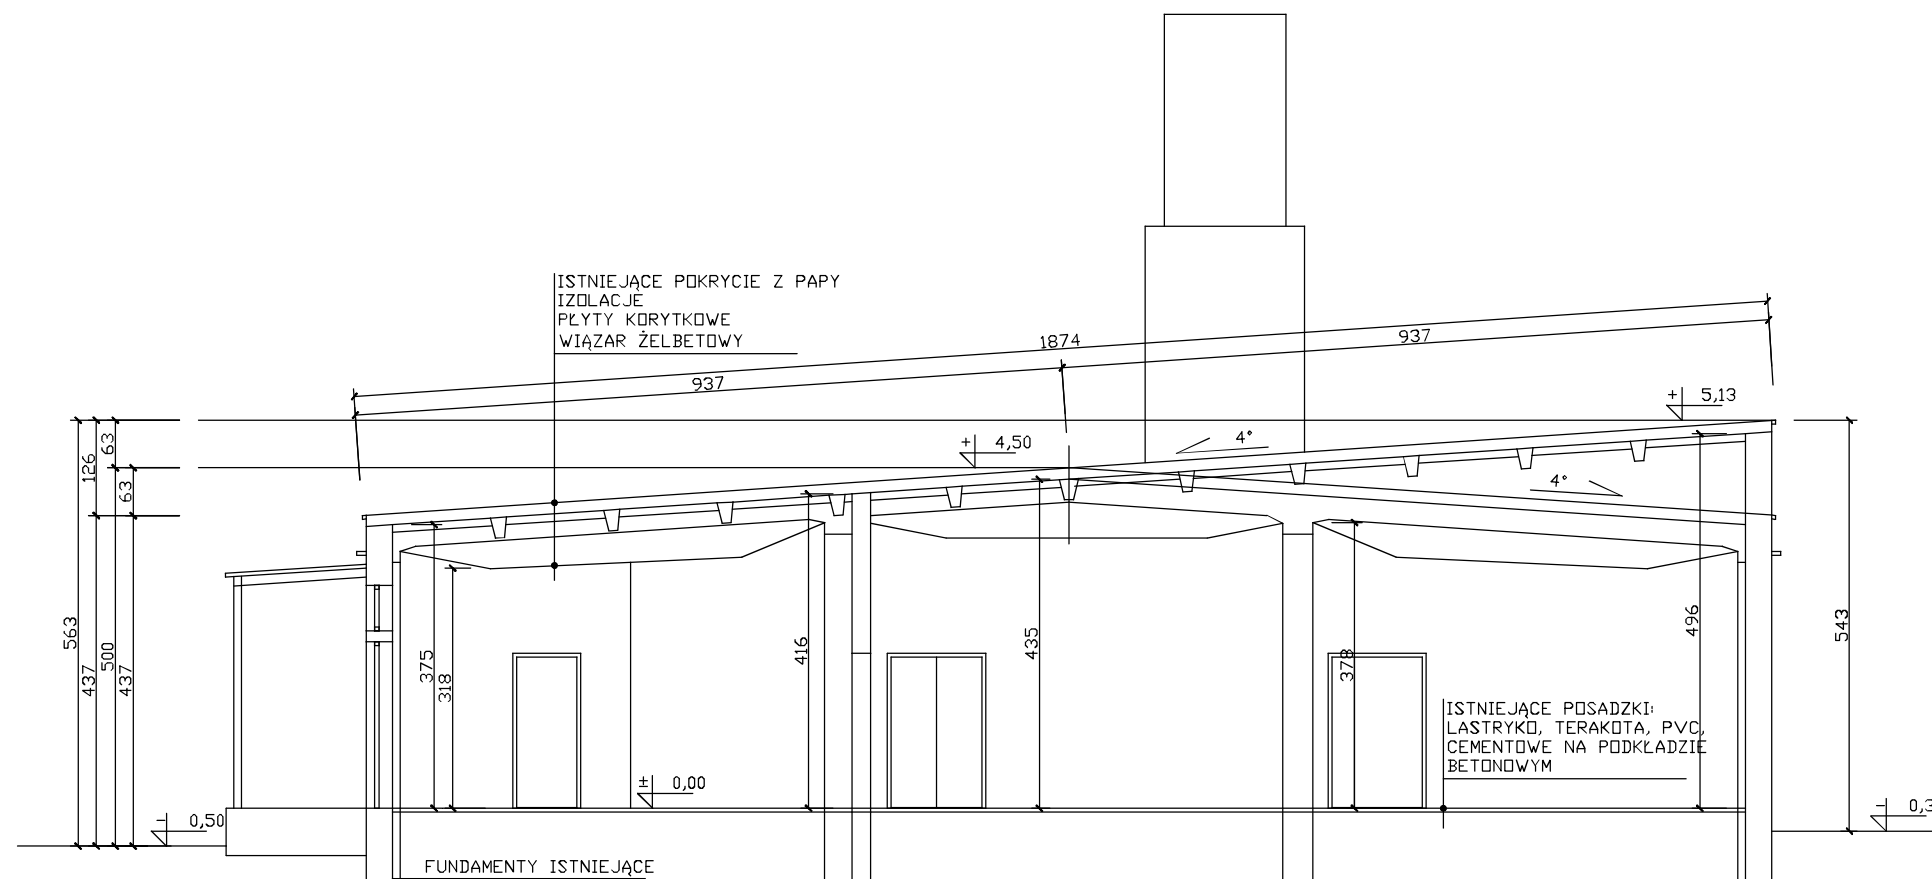 ISTNIEJĄCE POKRYCIE Z PAPY
IZOLACJE
PŁYTY KORYTKOWE
WIĄZAR ŻELBETOWY
1874
937
937
+ 5,13
+ 4,50
4°
4°
63
126
63
563
437
500
437
375
318
416
435
378
496
543
ISTNIEJĄCE POSADZKI:
LASTRYKO, TERAKOTA, PVC,
CEMENTOWE NA PODKŁADZIE
BETONOWYM
± 0,00
- 0,50
- 0,3
FUNDAMENTY ISTNIEJĄCE